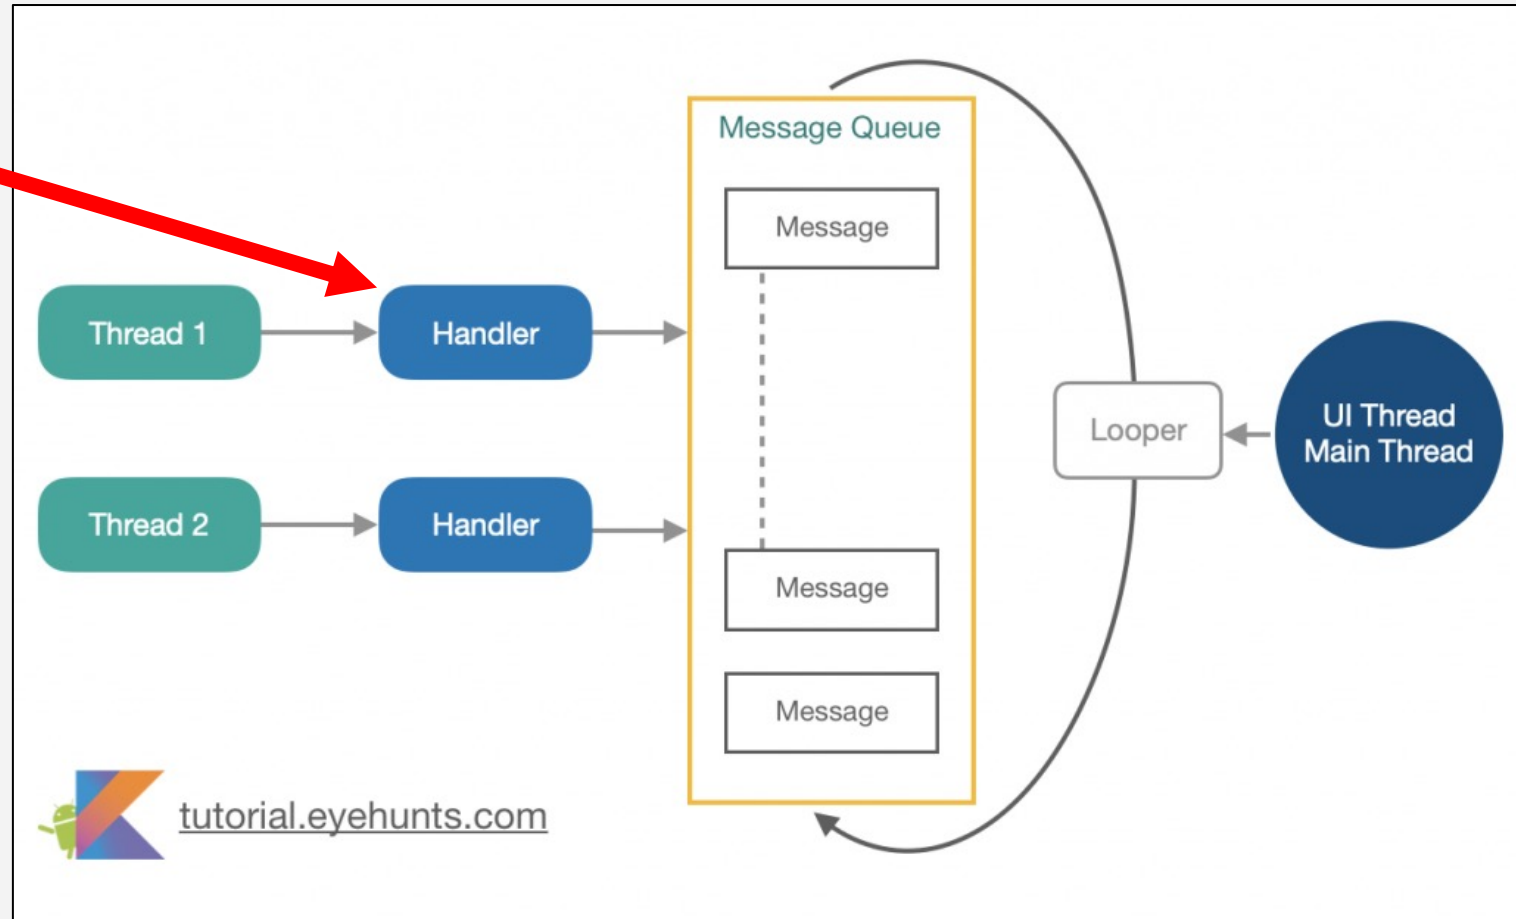 Message Queue
Message
Thread 1
Handler
Looper
UI Thread
Main Thread
Thread 2
Handler
Message
Message
tutorial.eyehunts.com